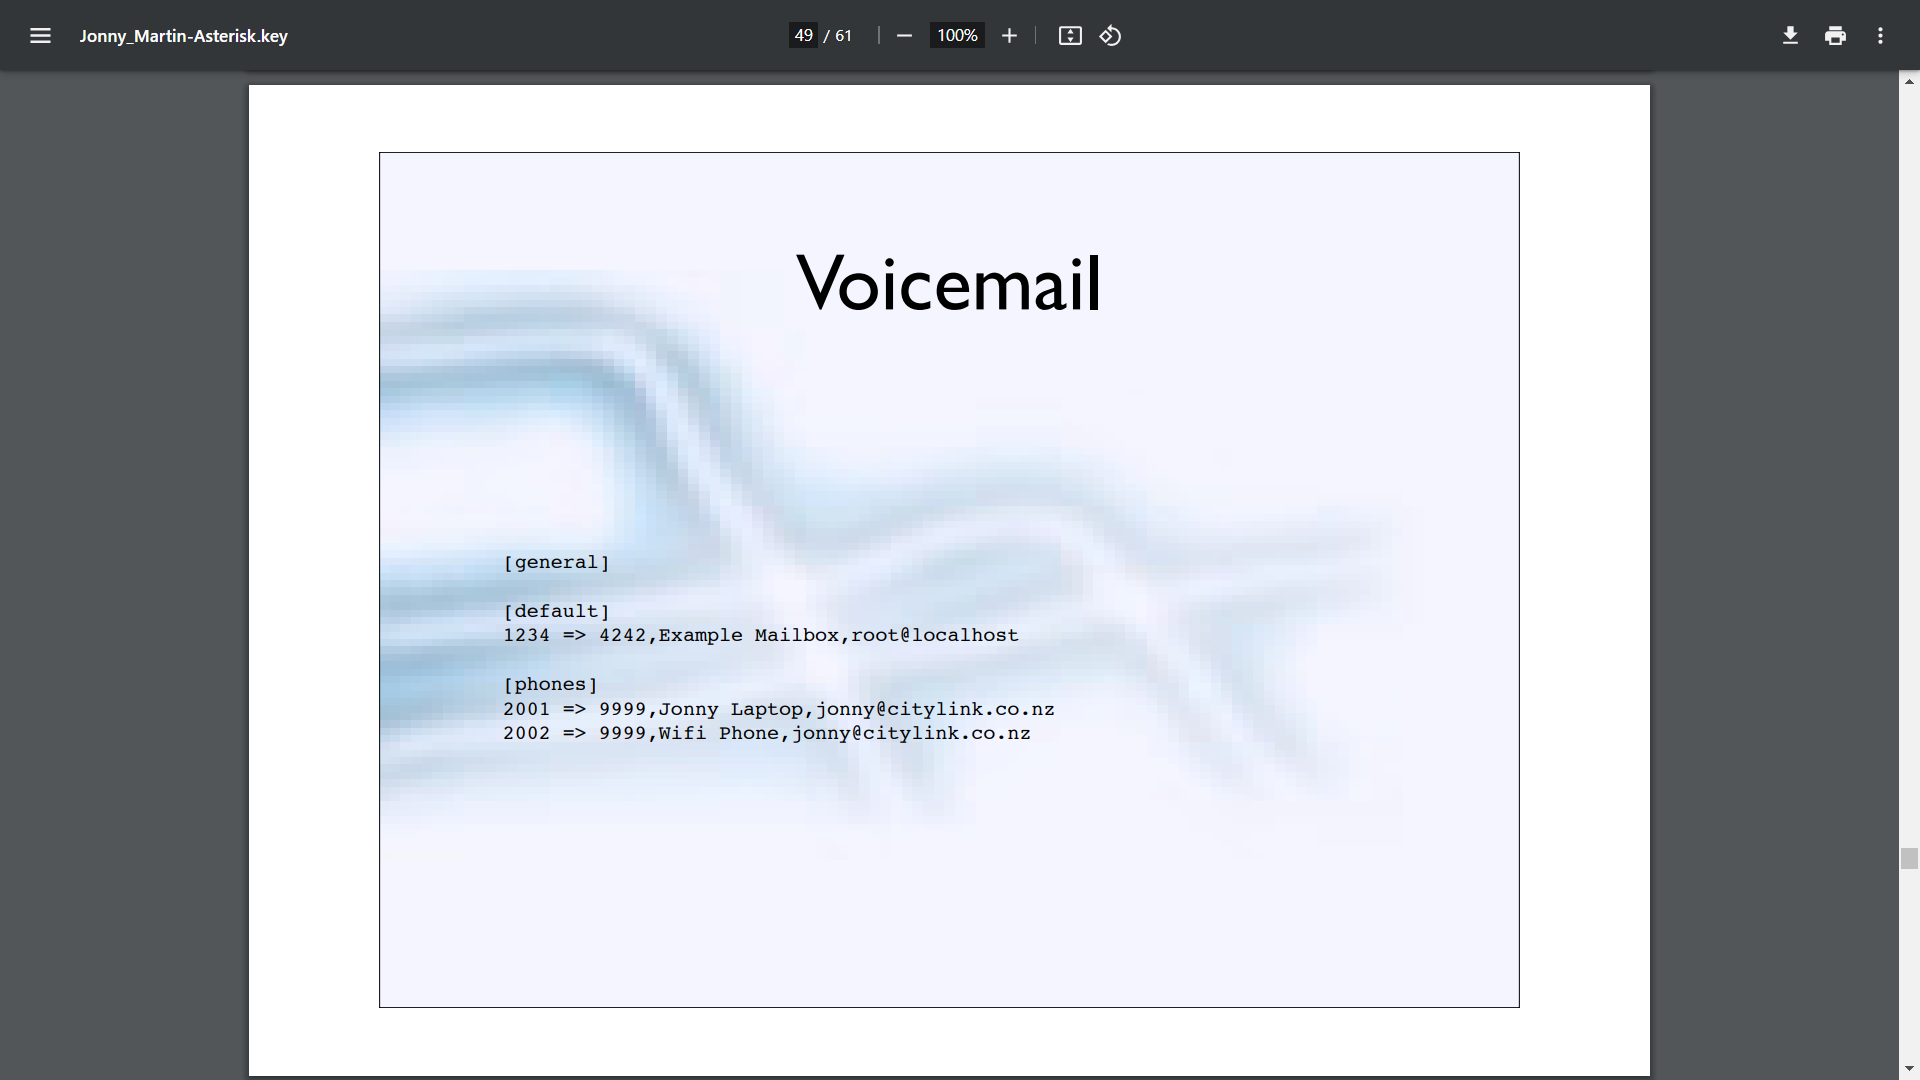 Jonny_Martin-Asterisk.key
49 / 61
100%
Voicemail
[general]
[default]
1234 => 4242,Example Mailbox,root@localhost
[phones]
2001 => 9999,Jonny Laptop,jonny@citylink.co.nz
2002 => 9999,Wifi Phone,jonny@citylink.co.nz